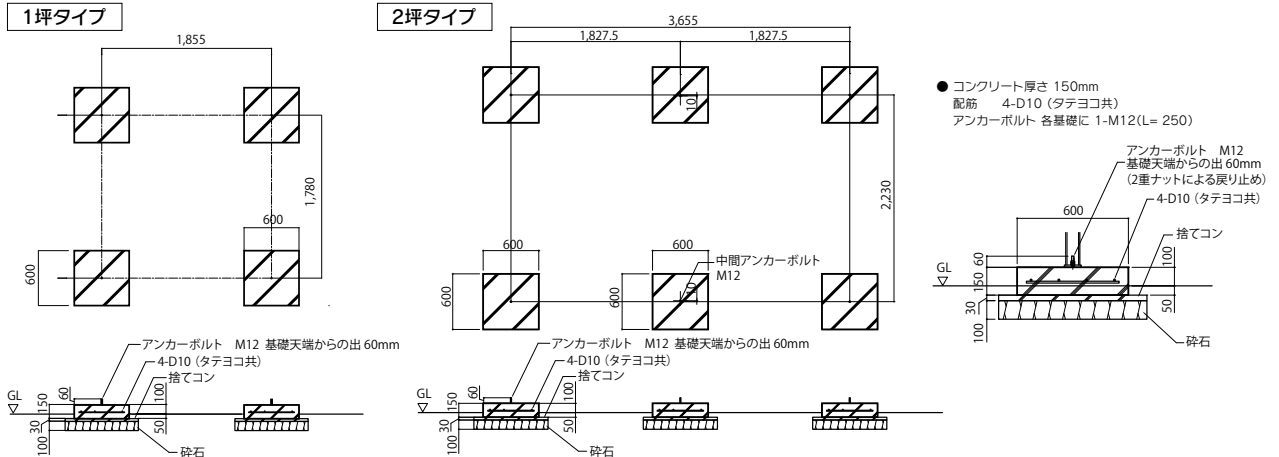 1坪タイプ
1,855
1,780
600
600
アンカーボルト M12 基礎天端からの出 60mm
4-D10 (タテヨコ共)
捨てコン
GL
60
150
30
100
100
50
砕石
2坪タイプ
3,655
1,827.5
1,827.5
10
2,230
600
600
600
600
10
中間アンカーボルト
M12
アンカーボルト M12 基礎天端からの出 60mm
4-D10 (タテヨコ共)
捨てコン
GL
60
150
30
100
100
50
砕石
● コンクリート厚さ 150mm
配筋 4-D10 (タテヨコ共)
アンカーボルト 各基礎に 1-M12(L= 250)
アンカーボルト M12
基礎天端からの出 60mm
(2重ナットによる戻り止め)
4-D10 (タテヨコ共)
捨てコン
600
GL
60
150
30
100
100
50
砕石